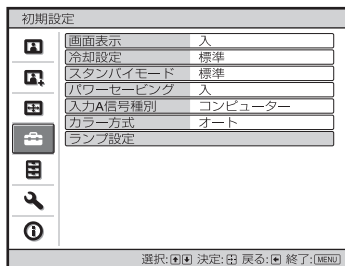 初期設定
画面表示 入
冷却設定 標準
スタンバイモード 標準
パワーセービング 入
入力A信号種別 コンピューター
カラー方式 オート
ランプ設定
選択: 決定: 戻る: 終了:MENU